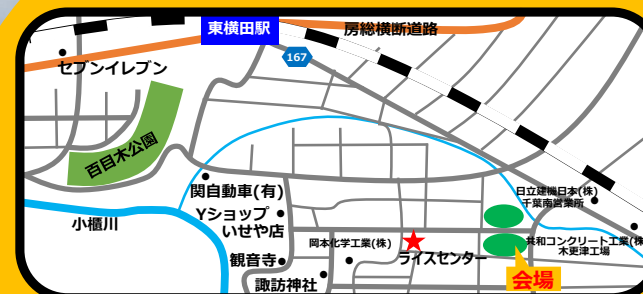 東横田駅
房総横断道路
セブンイレブン
167
百目木公園
関自動車(有)
Yショップ
いせや店
小櫃川
観音寺
諏訪神社
岡本化学工業(株)
ライスセンター
日立建機日本(株)
千葉南営業所
共和コンクリート工業(株)
木更津工場
会場